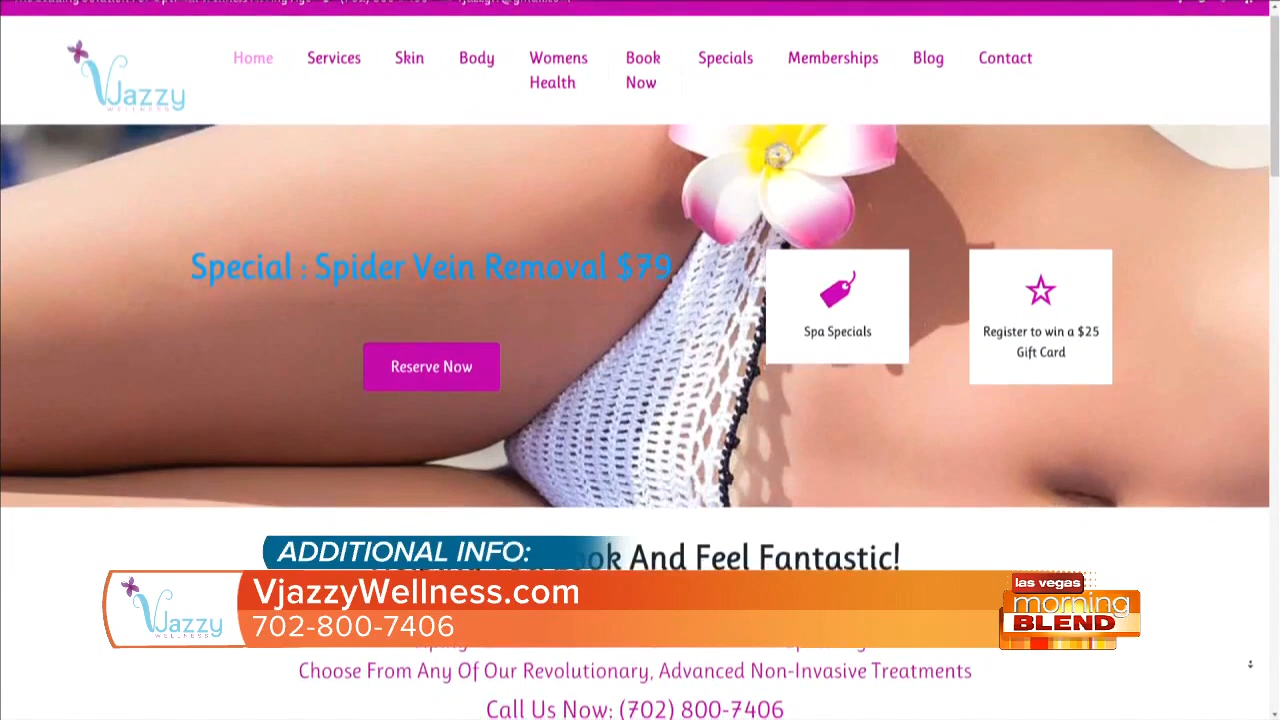 Home
Services
Skin
Body
Womens
Health
Book
Now
Specials
Memberships
Blog
Contact
VJazzy
WELLNESS
Special : Spider Vein Removal $79
Reserve Now
Spa Specials
Register to win a $25
Gift Card
And Feel Fantastic!
ADDITIONAL INFO:
VjazzyWellness.com
702-800-7406
VJazzy
WELLNESS
las vegas
morning
BLEND
Choose From Any Of Our Revolutionary, Advanced Non-Invasive Treatments
Call Us Now: (702) 800-7406